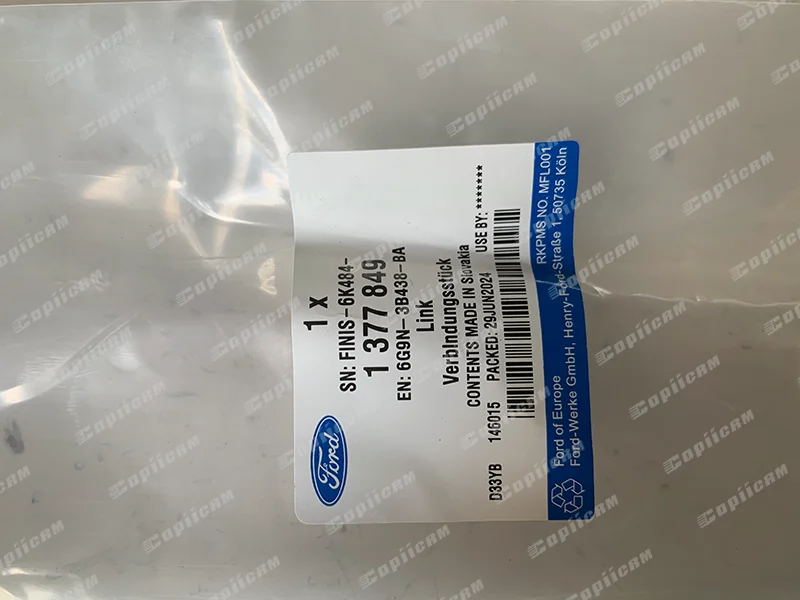 1 x
SN: FINIS-6K484-
1 377 849
EN: 6G9N-3B438-BA
Link
Verbindungsstück
CONTENTS MADE IN Slovakia
D33YB 146015 PACKED: 29JUN2024 USE BY: ********
Ford
Ford of Europe RKPMS NO. MFL001
Ford-Werke GmbH, Henry-Ford-Straße 1, 50735 Köln
CopiiCAM